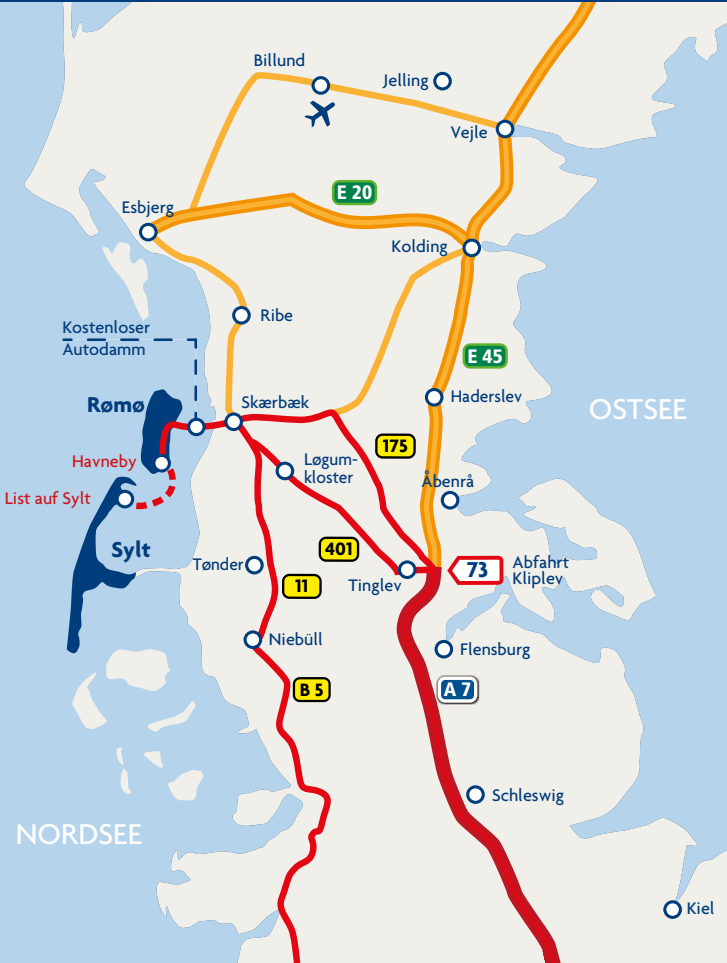 Billund
Jelling
Vejle
Esbjerg
E 20
Kolding
Ribe
Kostenloser
Autodamm
E 45
Rømø
Skærbæk
Haderslev
OSTSEE
175
Havneby
Løgum-
kloster
List auf Sylt
Åbenrå
Sylt
401
Tønder
Tinglev
73
Abfahrt
Kliplev
11
Niebüll
Flensburg
B 5
A 7
Schleswig
NORDSEE
Kiel